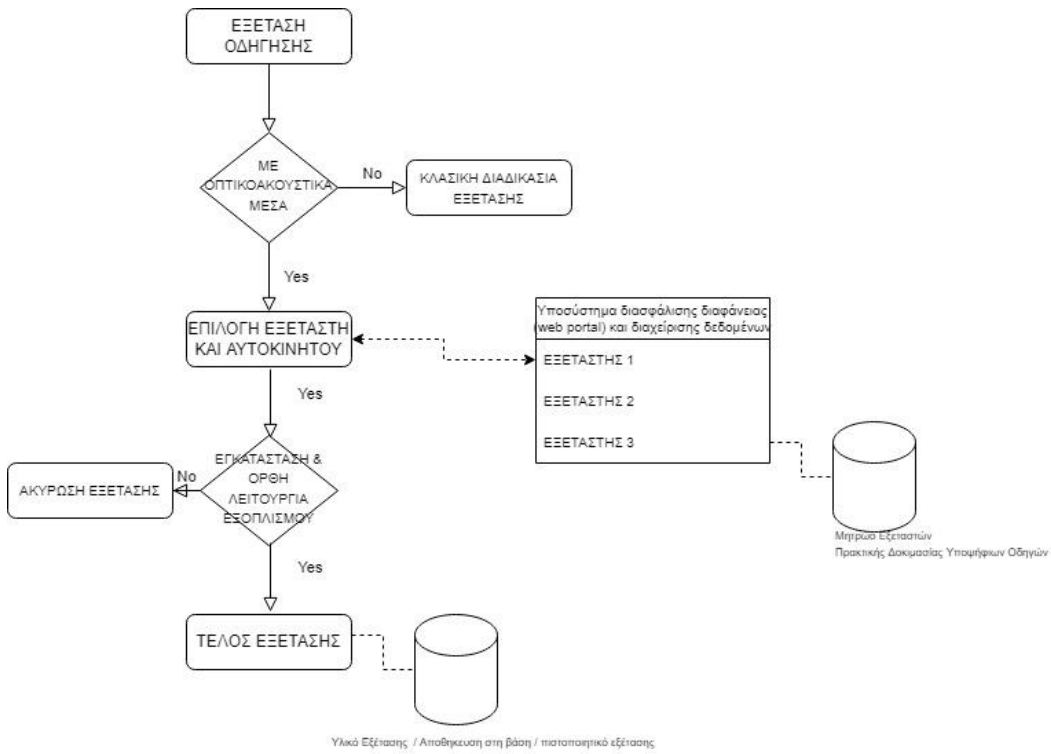 ΕΞΕΤΑΣΗ
ΟΔΗΓΗΣΗΣ
ΜΕ
ΟΠΤΙΚΟΑΚΟΥΣΤΙΚΑ
ΜΕΣΑ
No
ΚΛΑΣΙΚΗ ΔΙΑΔΙΚΑΣΙΑ
ΕΞΕΤΑΣΗΣ
Yes
ΕΠΙΛΟΓΗ ΕΞΕΤΑΣΤΗ
ΚΑΙ ΑΥΤΟΚΙΝΗΤΟΥ
Υποσύστημα διασφάλισης διαφάνειας
(web portal) και διαχείρισης δεδομένων
ΕΞΕΤΑΣΤΗΣ 1
ΕΞΕΤΑΣΤΗΣ 2
ΕΞΕΤΑΣΤΗΣ 3
Yes
ΕΓΚΑΤΑΣΤΑΣΗ &
ΟΡΘΗ
ΛΕΙΤΟΥΡΓΙΑ
ΕΞΟΠΛΙΣΜΟΥ
No
ΑΚΥΡΩΣΗ ΕΞΕΤΑΣΗΣ
Μητρώο Εξεταστών
Πρακτικής Δοκιμασίας Υποψήφιων Οδηγών
Yes
ΤΕΛΟΣ ΕΞΕΤΑΣΗΣ
Υλικό Εξέτασης / Αποθηκευση στη βάση / πιστοποιητικό εξέτασης